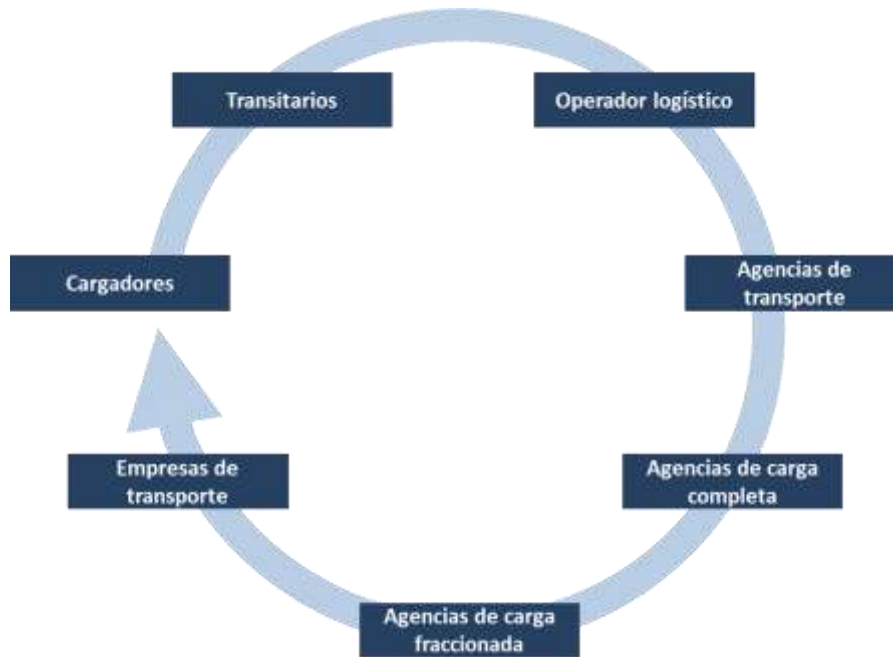 Transitarios
Operador logístico
Cargadores
Agencias de
transporte
Empresas de
transporte
Agencias de carga
completa
Agencias de carga
fraccionada